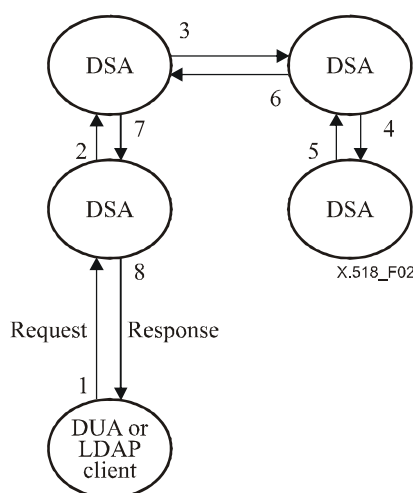 3
DSA
DSA
6
2
7
5
4
DSA
DSA
8
X.518_F02
Request
Response
1
DUA or
LDAP
client